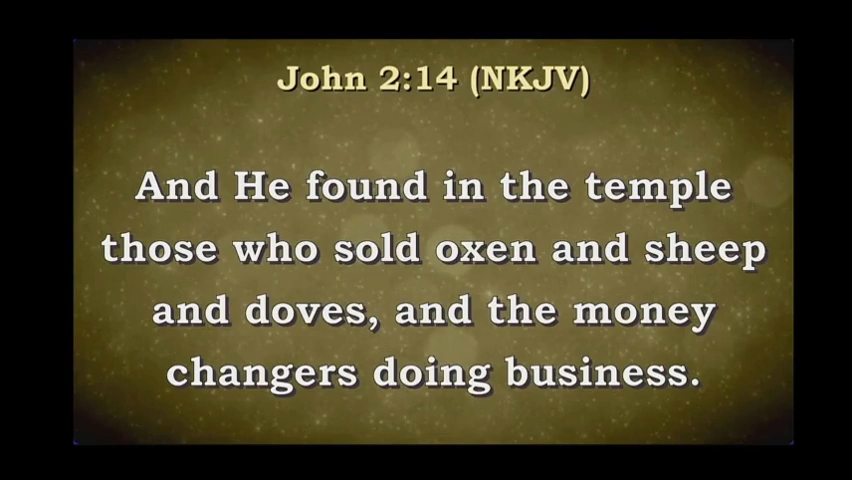 John 2:14 (NKJV)
And He found in the temple
those who sold oxen and sheep
and doves, and the money
changers doing business.